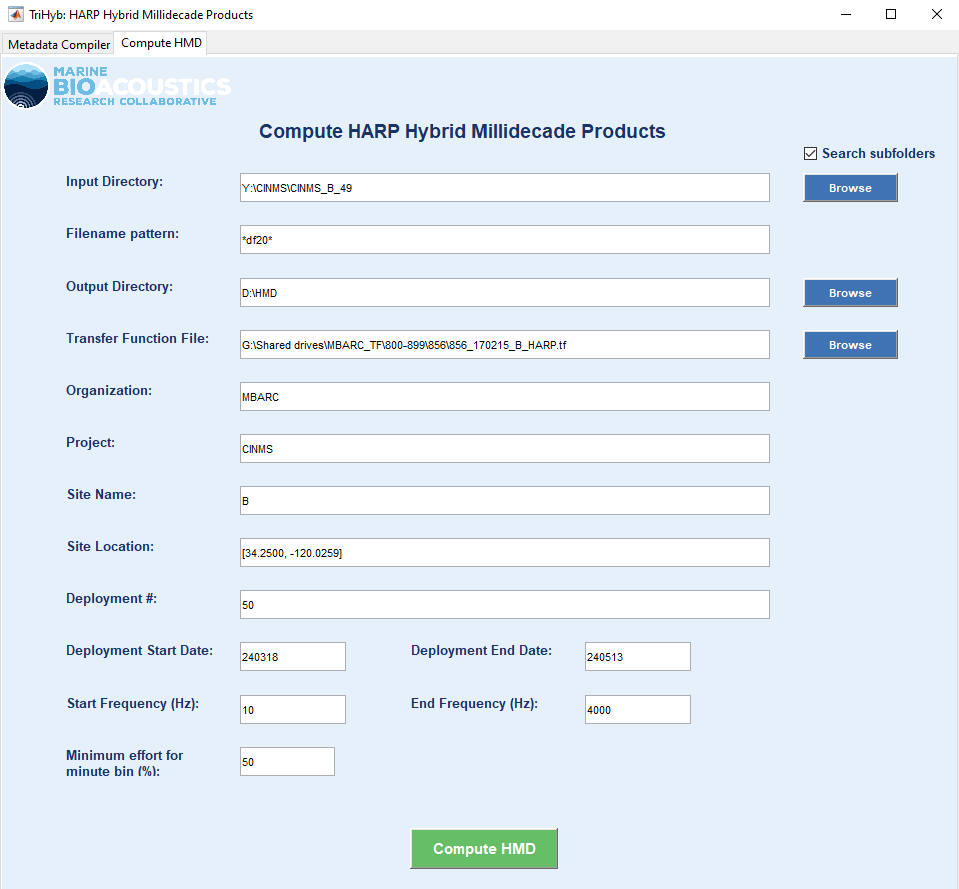 TriHyb: HARP Hybrid Millidecade Products
Metadata Compiler Compute HMD
MARINE
BIOACOUSTICS
RESEARCH COLLABORATIVE
Compute HARP Hybrid Millidecade Products
Search subfolders
Input Directory: Y:\CINMS\CINMS_B_49 Browse
Filename pattern: *df20*
Output Directory: D:\HMD Browse
Transfer Function File: G:\Shared drives\MBARC_TF\800-899\856\856_170215_B_HARP.tf Browse
Organization: MBARC
Project: CINMS
Site Name: B
Site Location: [34.2500, -120.0259]
Deployment #: 50
Deployment Start Date: 240318 Deployment End Date: 240513
Start Frequency (Hz): 10 End Frequency (Hz): 4000
Minimum effort for
minute bin (%): 50
Compute HMD